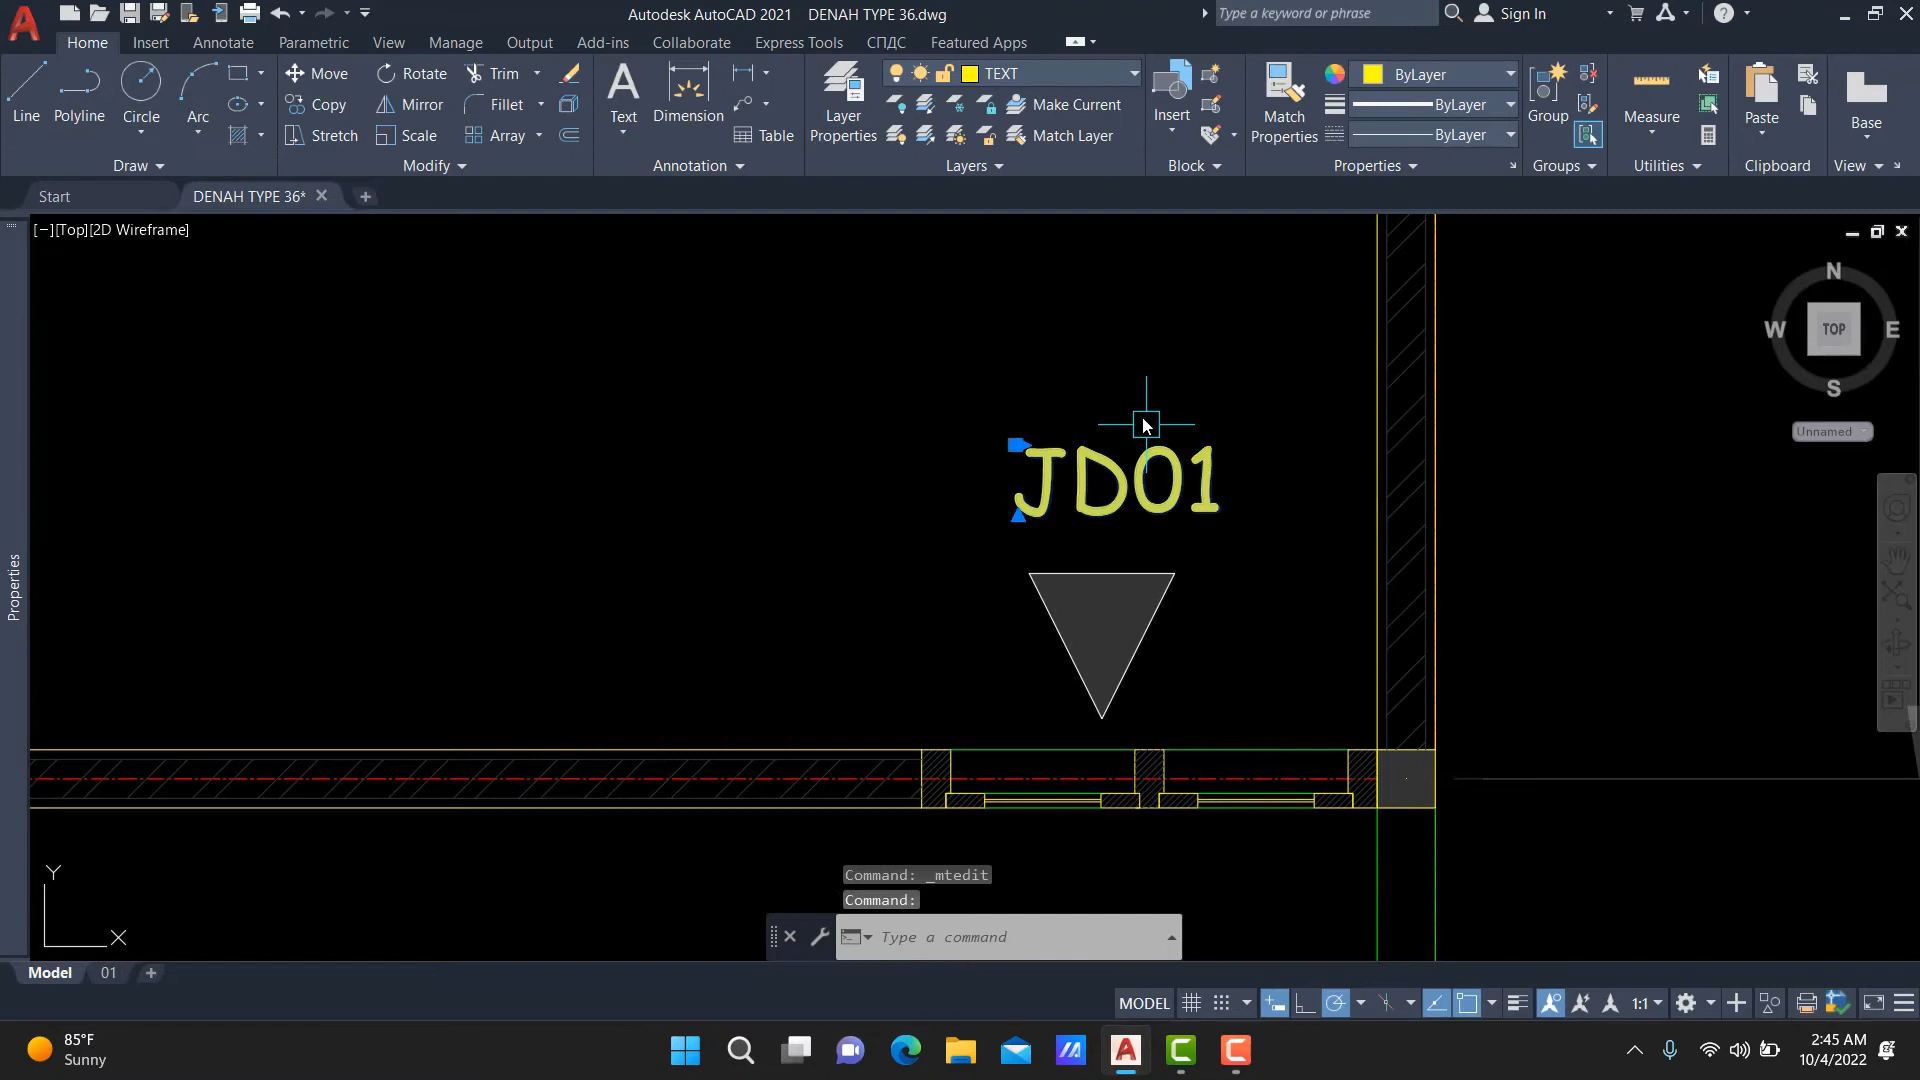 Autodesk AutoCAD 2021 DENAH TYPE 36.dwg
Type a keyword or phrase
Sign In
Home Insert Annotate Parametric View Manage Output Add-ins Collaborate Express Tools СПДС Featured Apps
Line Polyline Circle Arc
Draw
Move Rotate Trim
Copy Mirror Fillet
Stretch Scale Array
Modify
Text Dimension Table
Annotation
Layer Properties
TEXT
Make Current
Match Layer
Layers
Insert
Block
Match Properties
ByLayer
ByLayer
ByLayer
Properties
Group
Groups
Measure
Utilities
Paste
Clipboard
Base
View
Start DENAH TYPE 36*
[−][Top][2D Wireframe]
N
W TOP E
S
Unnamed
JD01
Properties
Y
X
Command: _mtedit
Command:
Type a command
Model 01
MODEL 1:1
85°F
Sunny
2:45 AM
10/4/2022